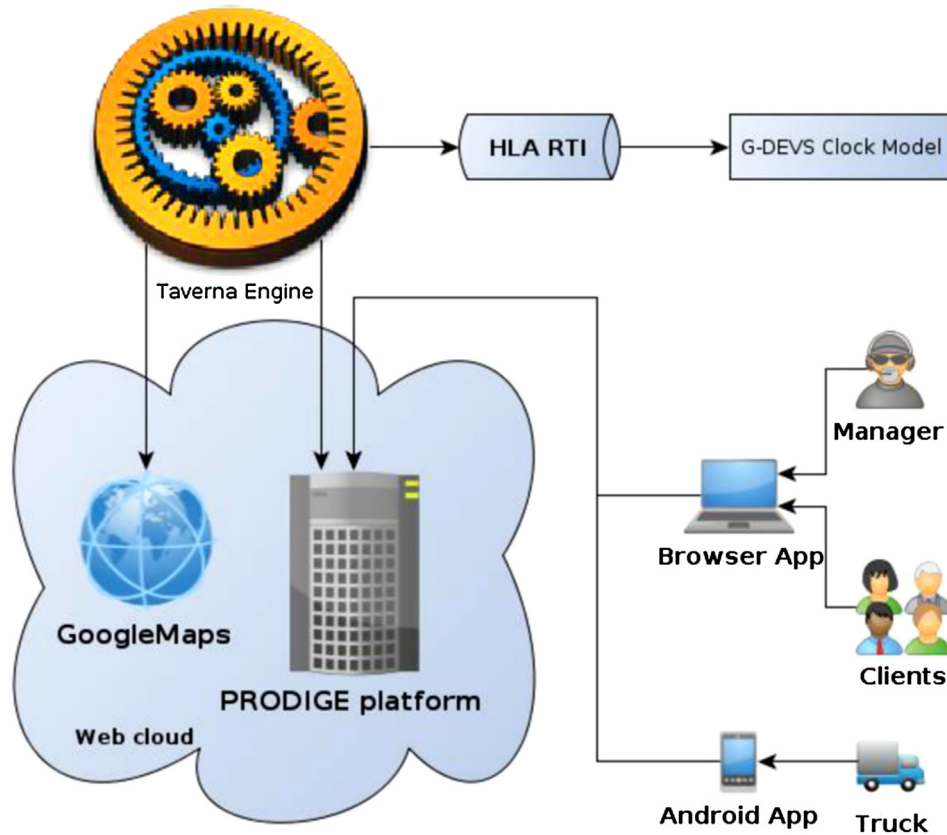 HLA RTI
G-DEVS Clock Model
Taverna Engine
Manager
Browser App
GoogleMaps
Clients
PRODIGE platform
Web cloud
Android App
Truck